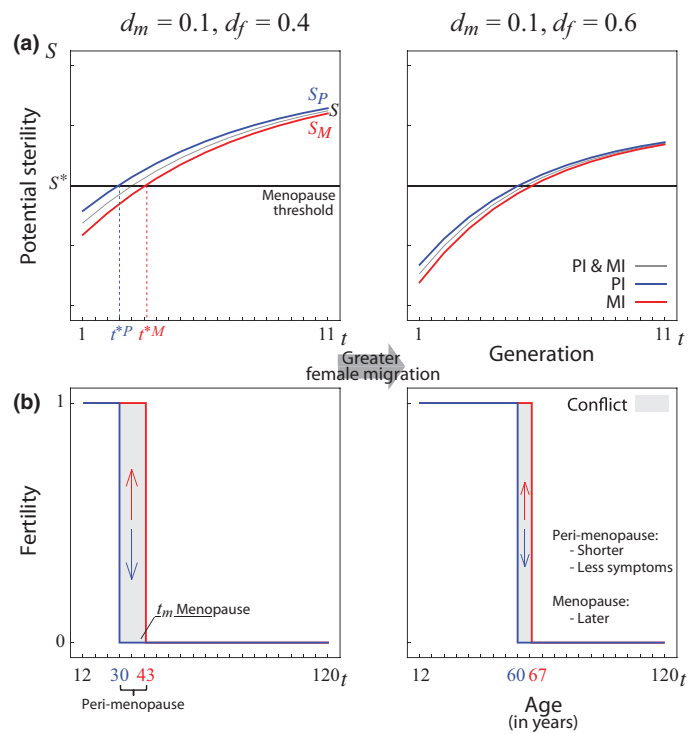 d_m = 0.1, d_f = 0.4
d_m = 0.1, d_f = 0.6
(a)
S
S_P
S
S_M
Potential sterility
S*
Menopause
threshold
PI & MI
PI
MI
1
t*P
t*M
11 t
1
11 t
Generation
Greater
female migration
(b)
1
Conflict
Fertility
Peri-menopause:
- Shorter
- Less symptoms
t_m Menopause
Menopause:
- Later
0
12
30
43
120 t
12
60
67
120 t
Peri-menopause
Age
(in years)